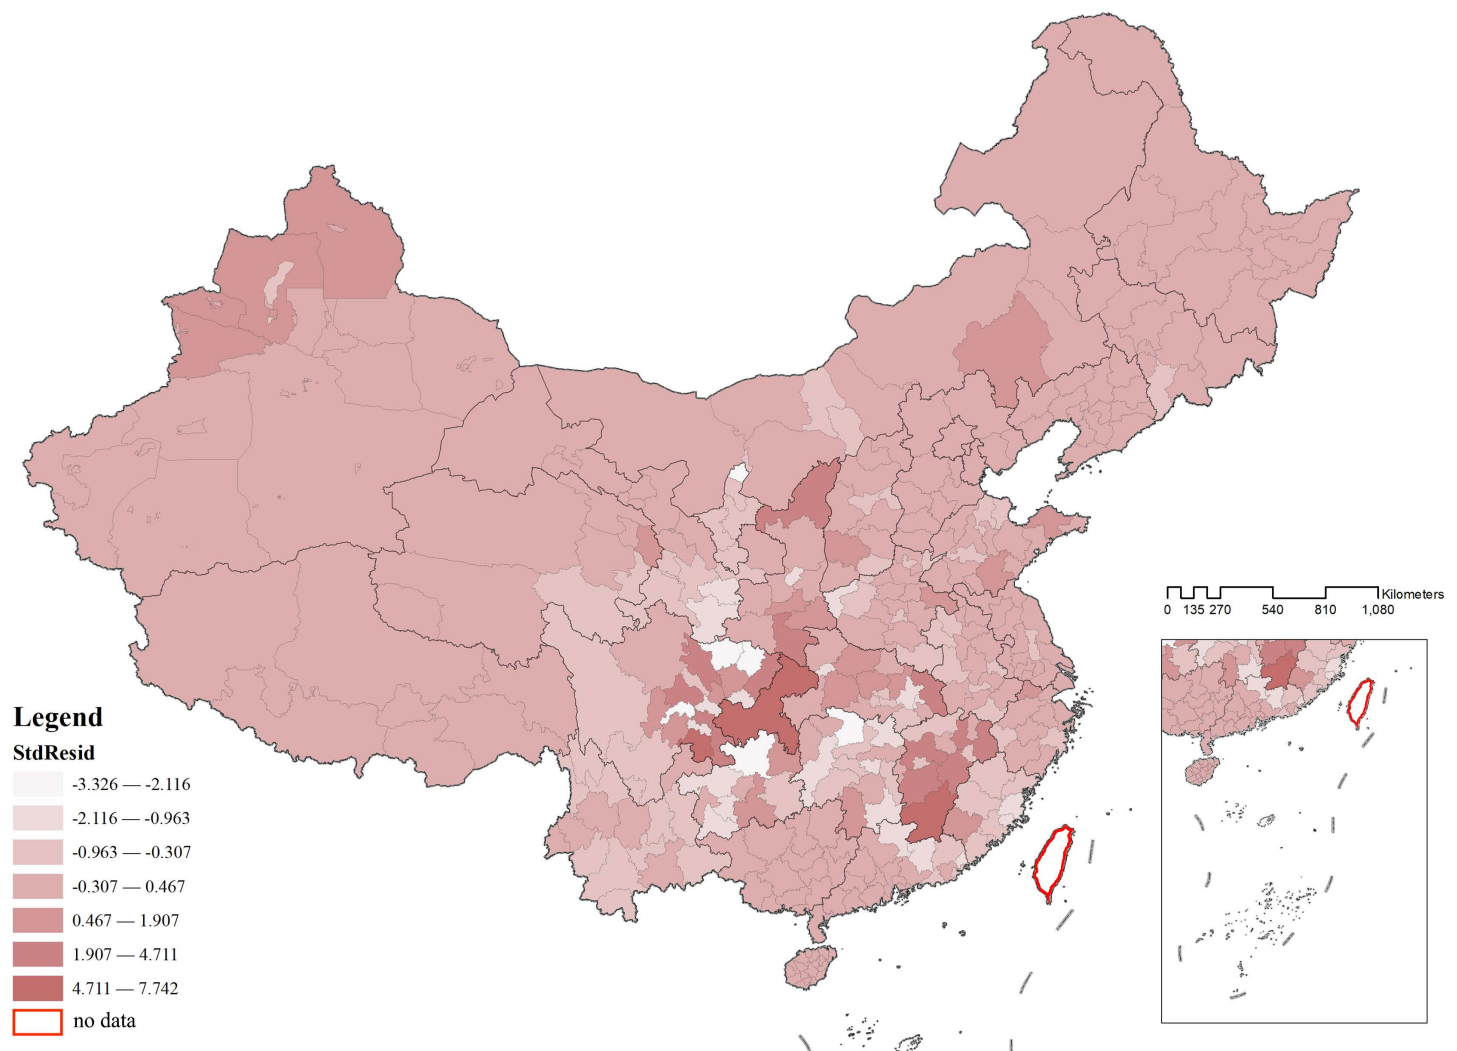 Kilometers
0 135 270 540 810 1,080
Legend
StdResid
-3.326 — -2.116
-2.116 — -0.963
-0.963 — -0.307
-0.307 — 0.467
0.467 — 1.907
1.907 — 4.711
4.711 — 7.742
no data